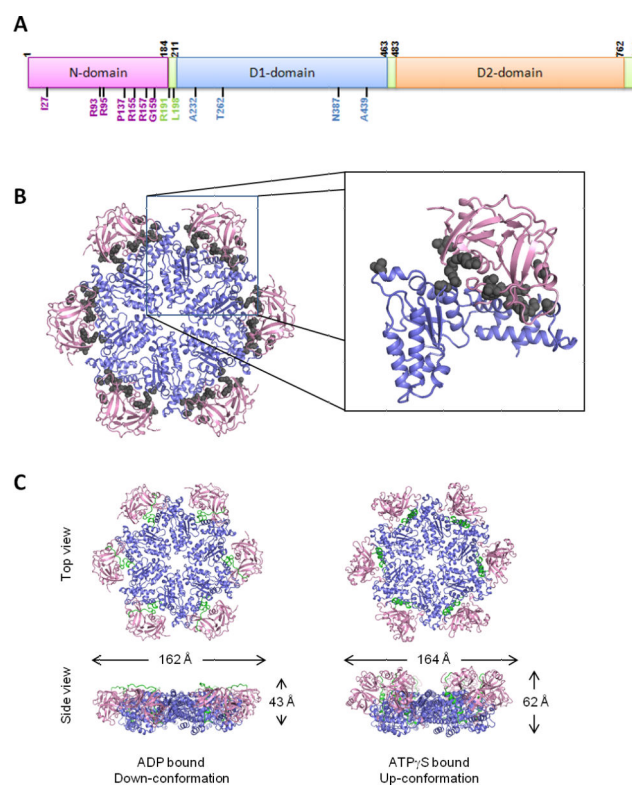 A
1
184
211
463
483
762
N-domain
D1-domain
D2-domain
I27
R93
R95
P137
R155
R157
G159
R191
L198
A232
T262
N387
A439
B
C
Top view
162 Å
164 Å
Side view
43 Å
62 Å
ADP bound
Down-conformation
ATPγS bound
Up-conformation